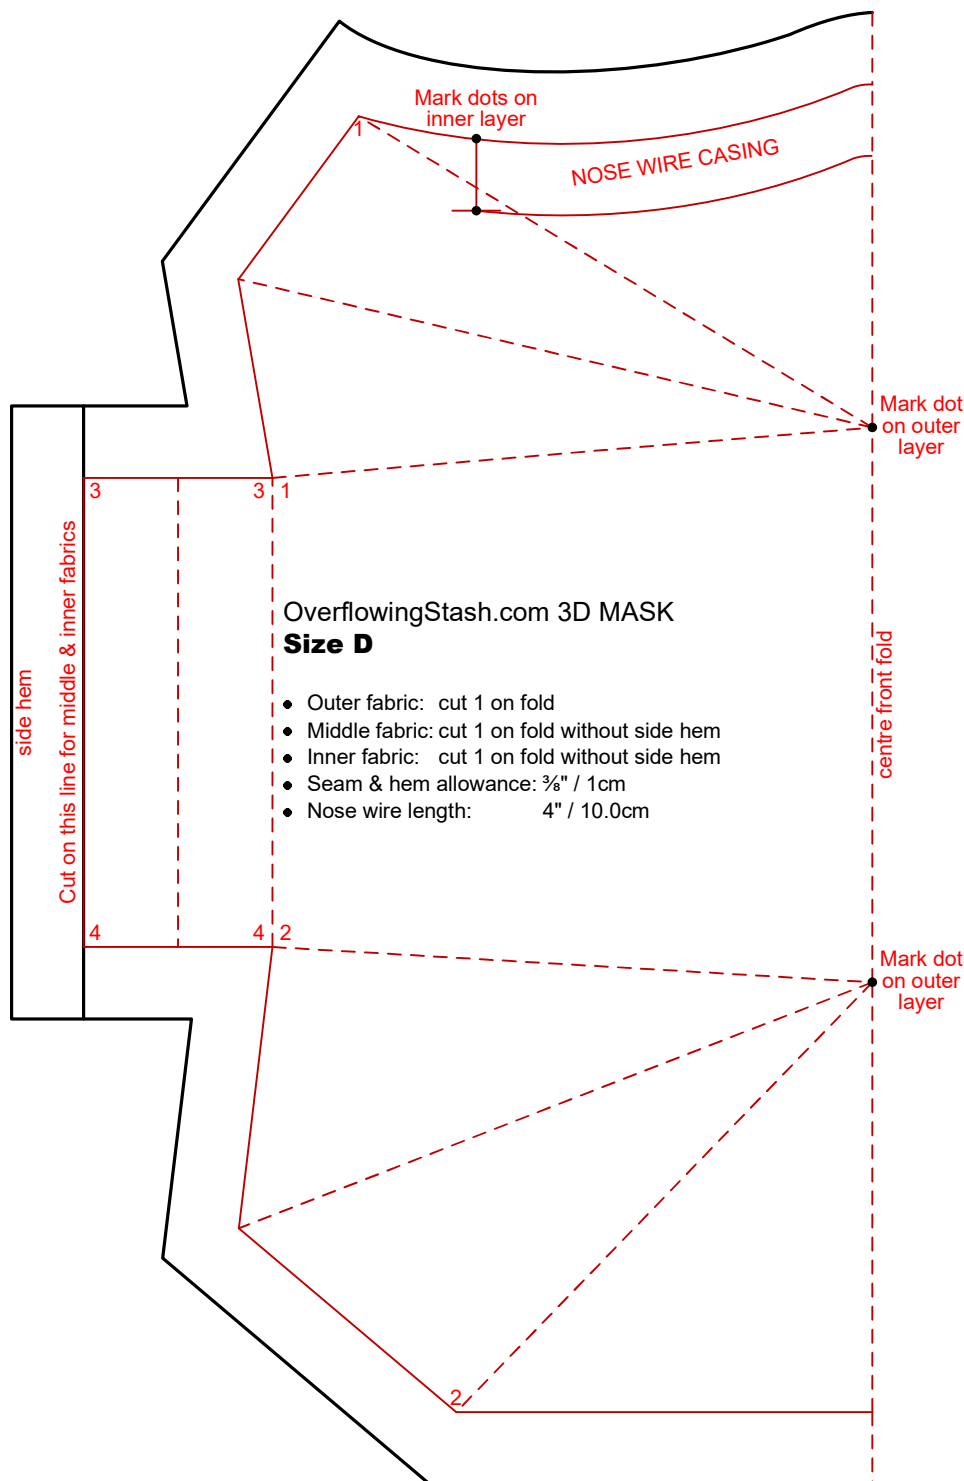 Mark dots on
inner layer
1
NOSE WIRE CASING
Mark dot
on outer
layer
3
3
1
Cut on this line for middle & inner fabrics
side hem
OverflowingStash.com 3D MASK
Size D
• Outer fabric: cut 1 on fold
• Middle fabric: cut 1 on fold without side hem
• Inner fabric: cut 1 on fold without side hem
• Seam & hem allowance: ⅜" / 1cm
• Nose wire length: 4" / 10.0cm
centre front fold
4
4
2
Mark dot
on outer
layer
2